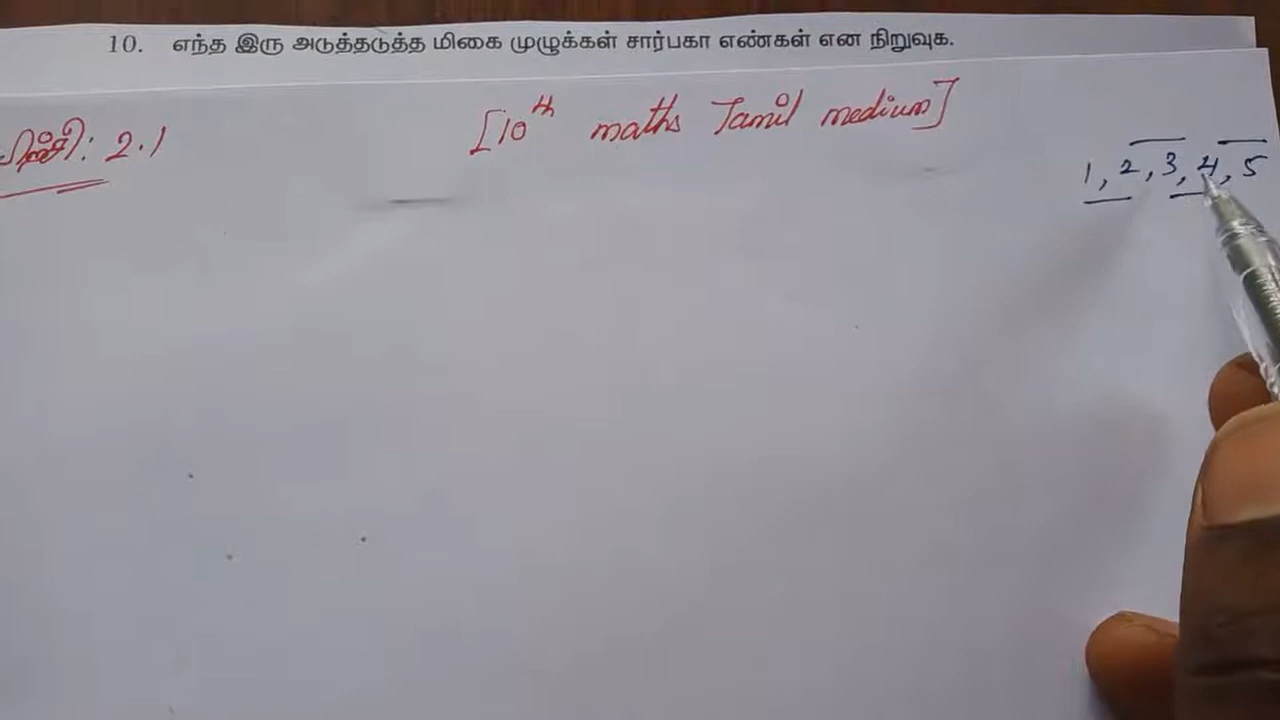 10. எந்த இரு அடுத்தடுத்த மிகை முழுக்கள் சார்பகா எண்கள் என நிறுவுக.
[10th maths Tamil medium]
2.1
1, 2, 3, 4, 5